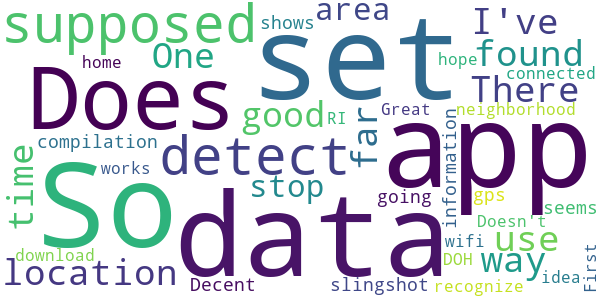 supposed
shows
area
I've
set
One
home
hope
found
connected
Does
There
good
RI
far
Great
neighborhood
app
compilation
detect
time
works
stop
information
so
data
going
gps
seems
Doesn't
use
wifi
way
First
download
location
Decent
slingshot
DOH
idea
recognize